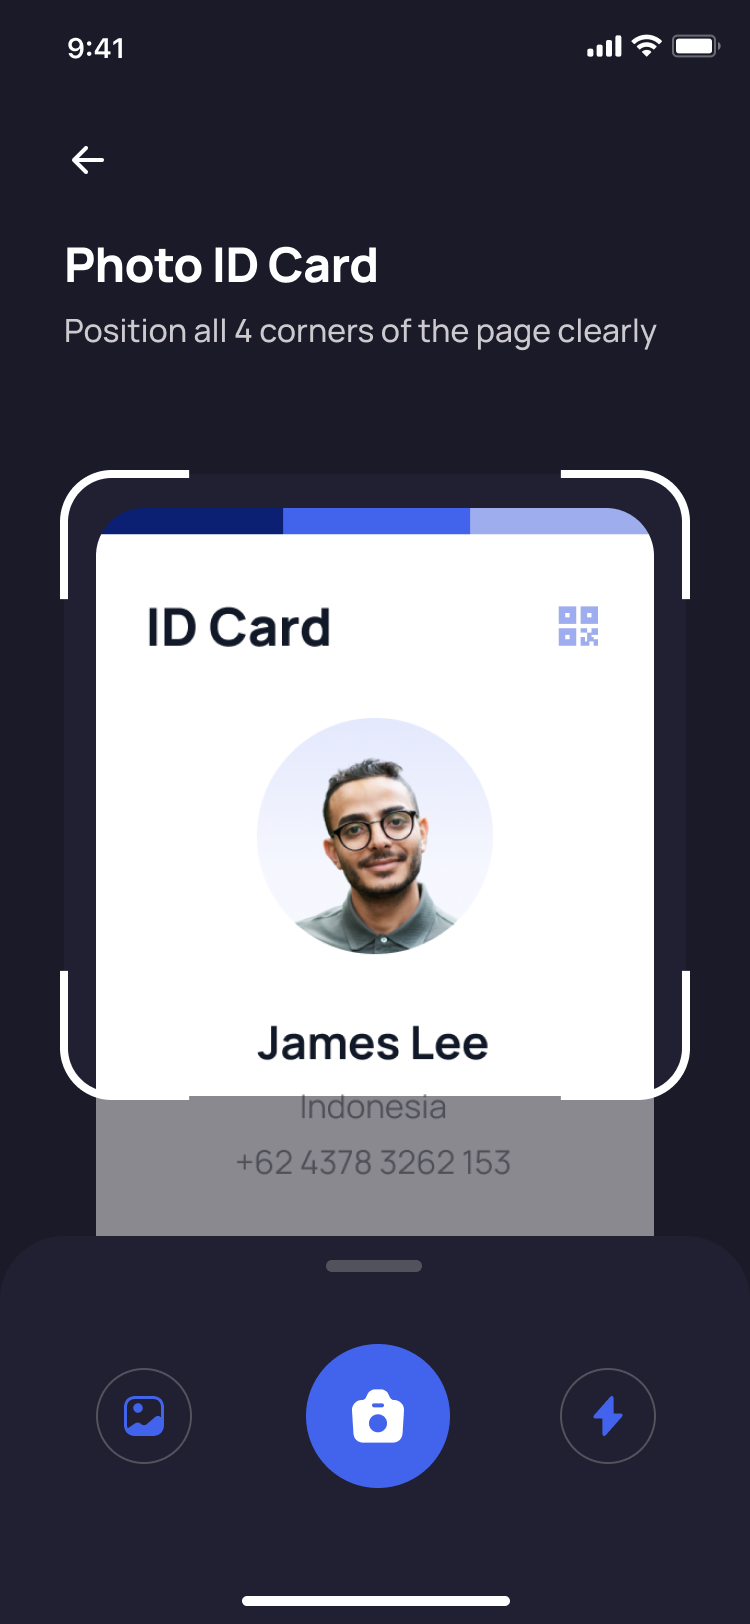 9:41
Photo ID Card
Position all 4 corners of the page clearly
ID Card
James Lee
Indonesia
+62 4378 3262 153